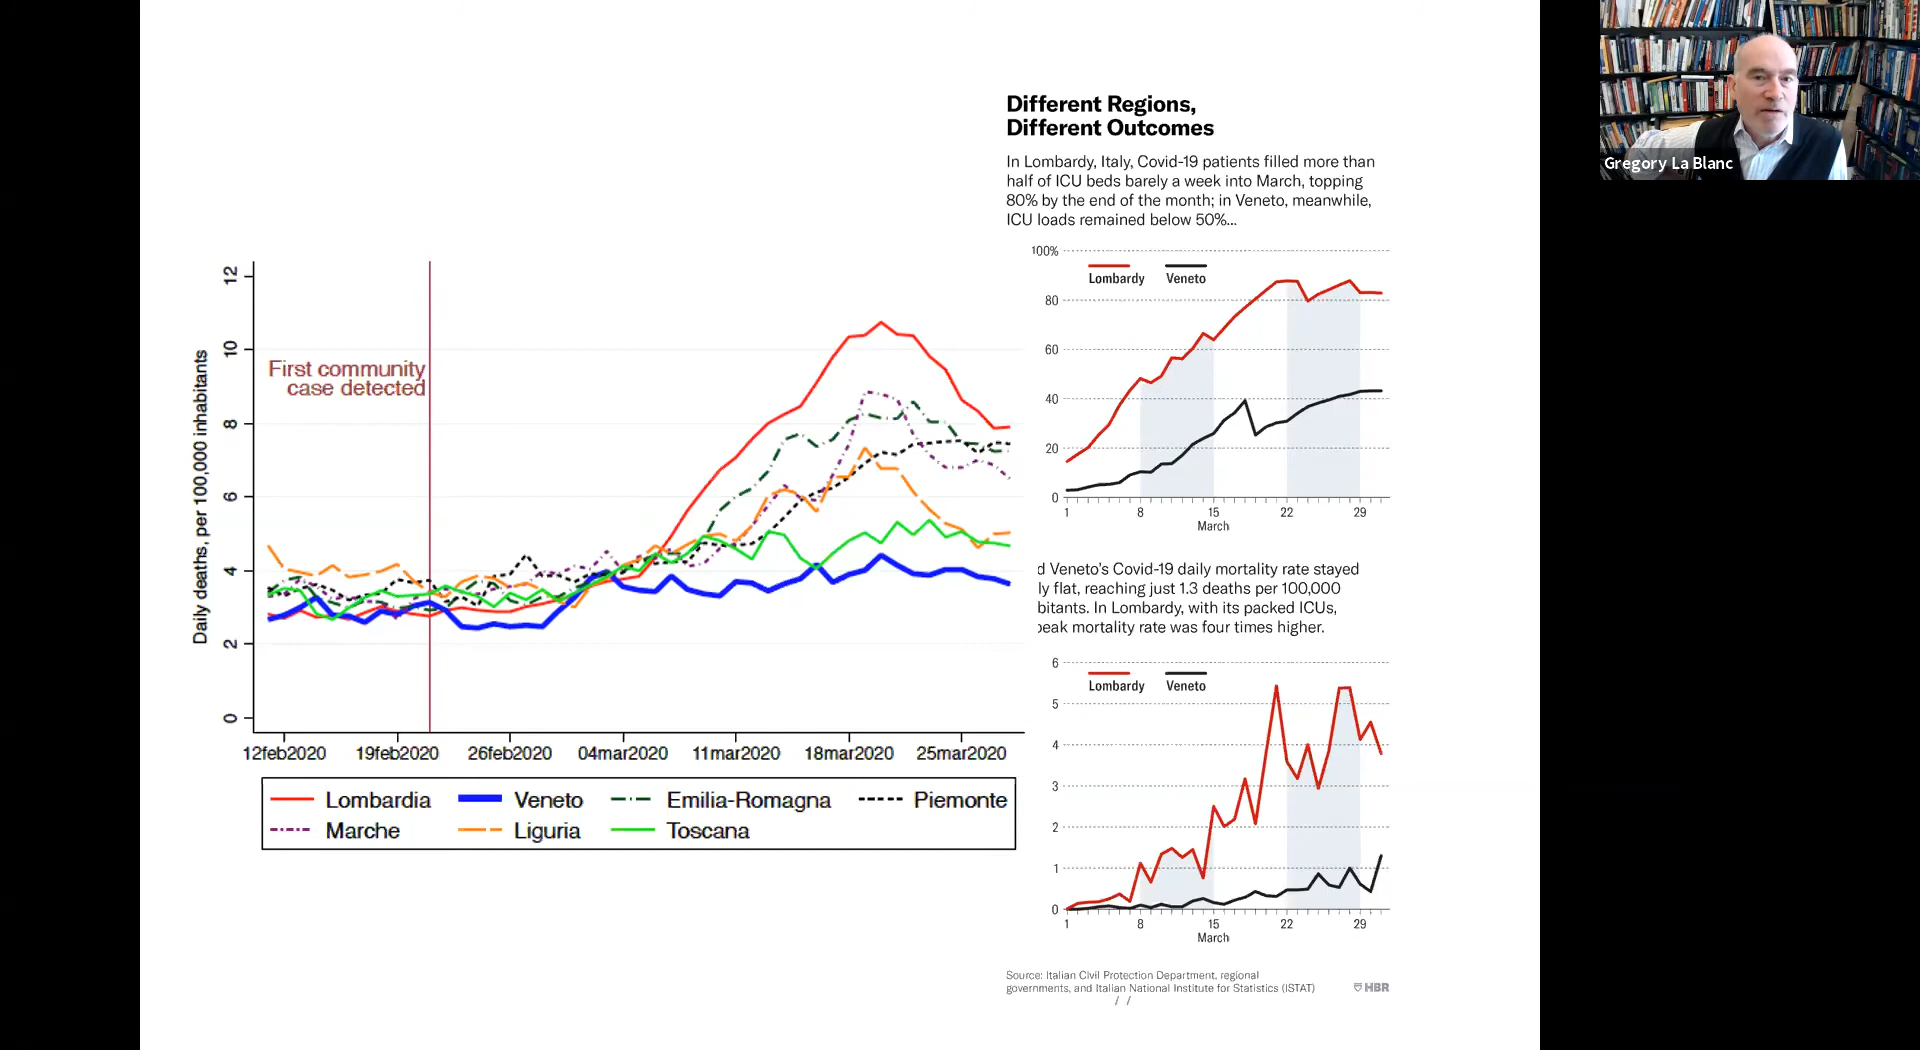 Different Regions,
Different Outcomes
In Lombardy, Italy, Covid-19 patients filled more than
half of ICU beds barely a week into March, topping
80% by the end of the month; in Veneto, meanwhile,
ICU loads remained below 50%...
100%
80
60
40
20
0
Lombardy Veneto
1 8 15 22 29
March
d Veneto's Covid-19 daily mortality rate stayed
ly flat, reaching just 1.3 deaths per 100,000
bitants. In Lombardy, with its packed ICUs,
peak mortality rate was four times higher.
6
5
4
3
2
1
0
Lombardy Veneto
1 8 15 22 29
March
Source: Italian Civil Protection Department, regional
governments, and Italian National Institute for Statistics (ISTAT)
HBR
/ /
Daily deaths, per 100,000 inhabitants
12
10
8
6
4
2
0
First community
case detected
12feb2020 19feb2020 26feb2020 04mar2020 11mar2020 18mar2020 25mar2020
Lombardia Veneto Emilia-Romagna Piemonte
Marche Liguria Toscana
Gregory La Blanc